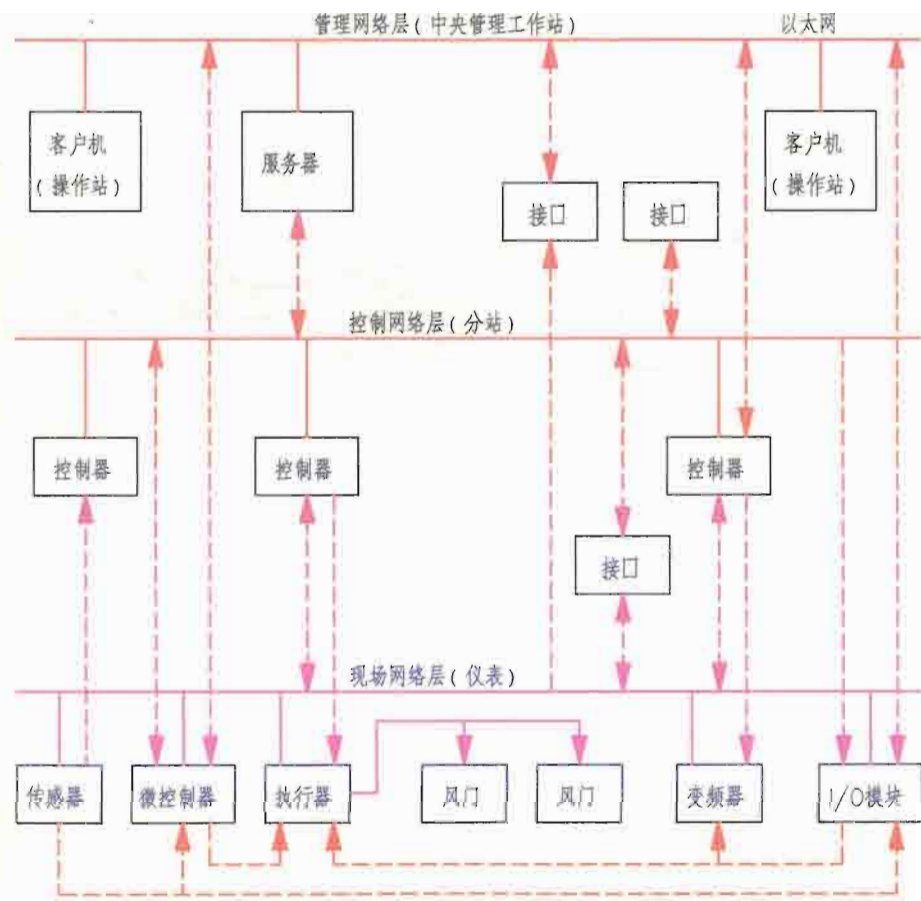 管理网络层(中央管理工作站)
以太网
客户机
(操作站)
服务器
客户机
(操作站)
接口
接口
控制网络层(分站)
控制器
控制器
控制器
接口
现场网络层(仪表)
传感器
微控制器
执行器
风门
风门
变频器
I/O模块